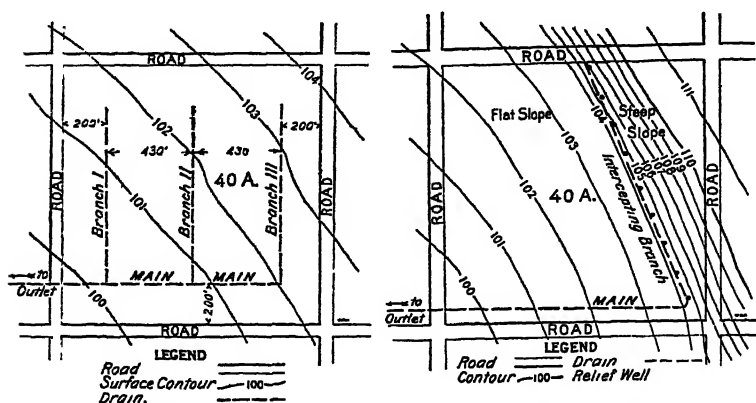 ROAD
104
103
200'
102
200'
430'
430
ROAD
Branch I
Branch II
40 A.
Branch III
101
ROAD
100
MAIN MAIN
to
Outlet
200'
ROAD
LEGEND
Road
Surface Contour 100
Drain.
ROAD
111
Flat Slope
104
Steep
Slope
103
110
109
108
106
105
ROAD
40 A.
Intercepting Branch
ROAD
102
101
100
MAIN
to
Outlet
ROAD
LEGEND
Road Drain
Contour 100 Relief Well